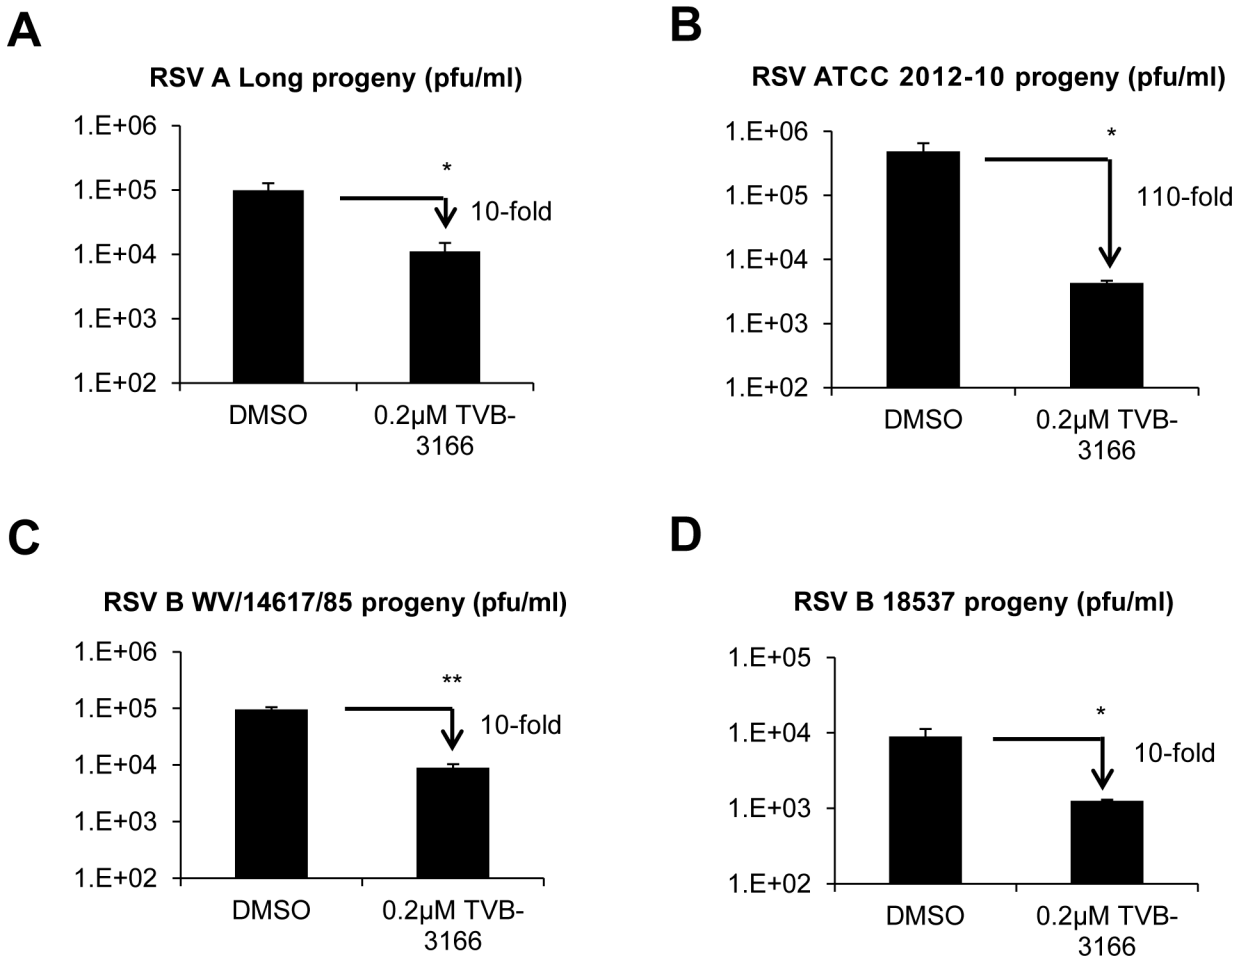 A
RSV A Long progeny (pfu/ml)
1.E+06
1.E+05
1.E+04
1.E+03
1.E+02
*
10-fold
DMSO
0.2µM TVB-
3166
B
RSV ATCC 2012-10 progeny (pfu/ml)
1.E+06
1.E+05
1.E+04
1.E+03
1.E+02
*
110-fold
DMSO
0.2µM TVB-
3166
C
RSV B WV/14617/85 progeny (pfu/ml)
1.E+06
1.E+05
1.E+04
1.E+03
1.E+02
**
10-fold
DMSO
0.2µM TVB-
3166
D
RSV B 18537 progeny (pfu/ml)
1.E+05
1.E+04
1.E+03
1.E+02
*
10-fold
DMSO
0.2µM TVB-
3166